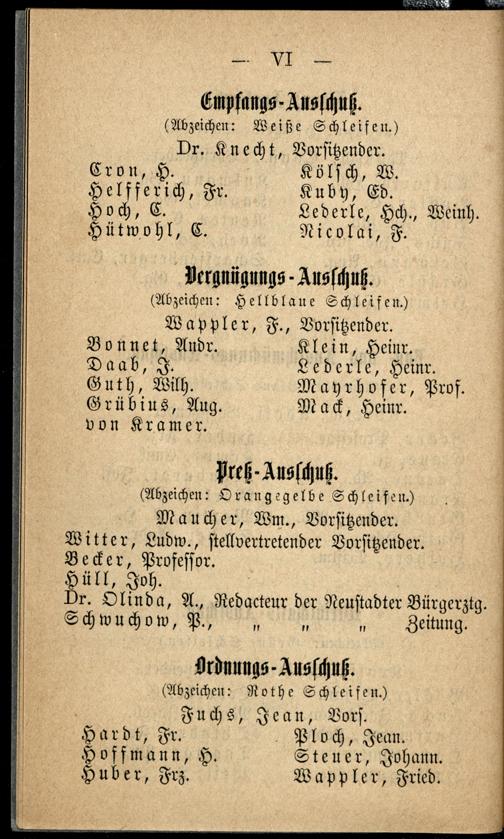 — VI —
Empfangs-Ausschuß.
(Abzeichen: Weiße Schleifen.)
Dr. Knecht, Vorsitzender.
Cron, H. Kölsch, W.
Helfferich, Fr. Kuby, Ed.
Hoch, C. Lederle, Hch., Weinh.
Hütwohl, C. Nicolai, F.
Vergnügungs-Ausschuß.
(Abzeichen: Hellblaue Schleifen.)
Wappler, F., Vorsitzender.
Bonnet, Andr. Klein, Heinr.
Daab, J. Lederle, Heinr.
Guth, Wilh. Mayrhofer, Prof.
Grübius, Aug. Mack, Heinr.
von Kramer.
Preß-Ausschuß.
(Abzeichen: Orangegelbe Schleifen.)
Maucher, Wm., Vorsitzender.
Witter, Ludw., stellvertretender Vorsitzender.
Becker, Professor.
Hüll, Joh.
Dr. Olinda, A., Redacteur der Neustadter Bürgerztg.
Schwuchow, P., „ „ „ Zeitung.
Ordnungs-Ausschuß.
(Abzeichen: Rothe Schleifen.)
Fuchs, Jean, Vors.
Hardt, Fr. Ploch, Jean.
Hoffmann, H. Steuer, Johann.
Huber, Frz. Wappler, Fried.